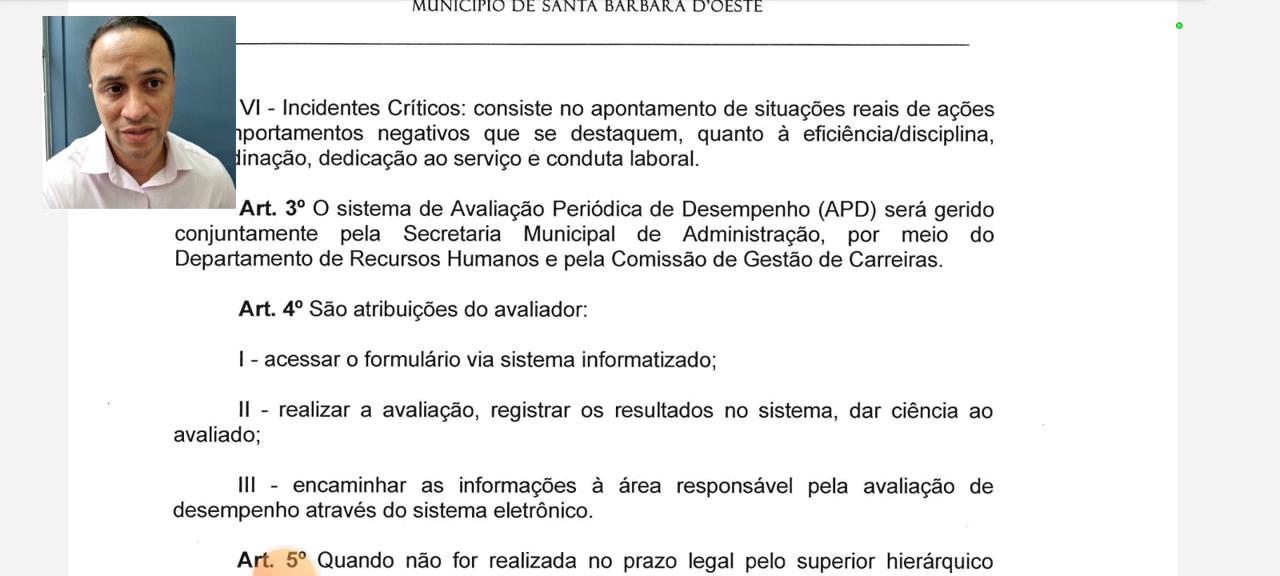 MUNICÍPIO DE SANTA BÁRBARA D'OESTE
VI - Incidentes Críticos: consiste no apontamento de situações reais de ações
mportamentos negativos que se destaquem, quanto à eficiência/disciplina,
dinação, dedicação ao serviço e conduta laboral.
Art. 3º O sistema de Avaliação Periódica de Desempenho (APD) será gerido
conjuntamente pela Secretaria Municipal de Administração, por meio do
Departamento de Recursos Humanos e pela Comissão de Gestão de Carreiras.
Art. 4º São atribuições do avaliador:
I - acessar o formulário via sistema informatizado;
II - realizar a avaliação, registrar os resultados no sistema, dar ciência ao
avaliado;
III - encaminhar as informações à área responsável pela avaliação de
desempenho através do sistema eletrônico.
Art. 5º Quando não for realizada no prazo legal pelo superior hierárquico